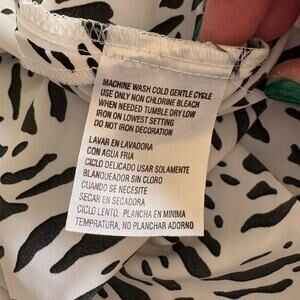 MACHINE WASH COLD GENTLE CYCLE
USE ONLY NON CHLORINE BLEACH
WHEN NEEDED TUMBLE DRY LOW
IRON ON LOWEST SETTING
DO NOT IRON DECORATION
LAVAR EN LAVADORA
CON AGUA FRIA
CICLO DELICADO USAR SOLAMENTE
BLANQUEADOR SIN CLORO
CUANDO SE NECESITE
SECAR EN SECADORA
CICLO LENTO. PLANCHA EN MINIMA
TEMPRATURA, NO PLANCHAR ADORNO